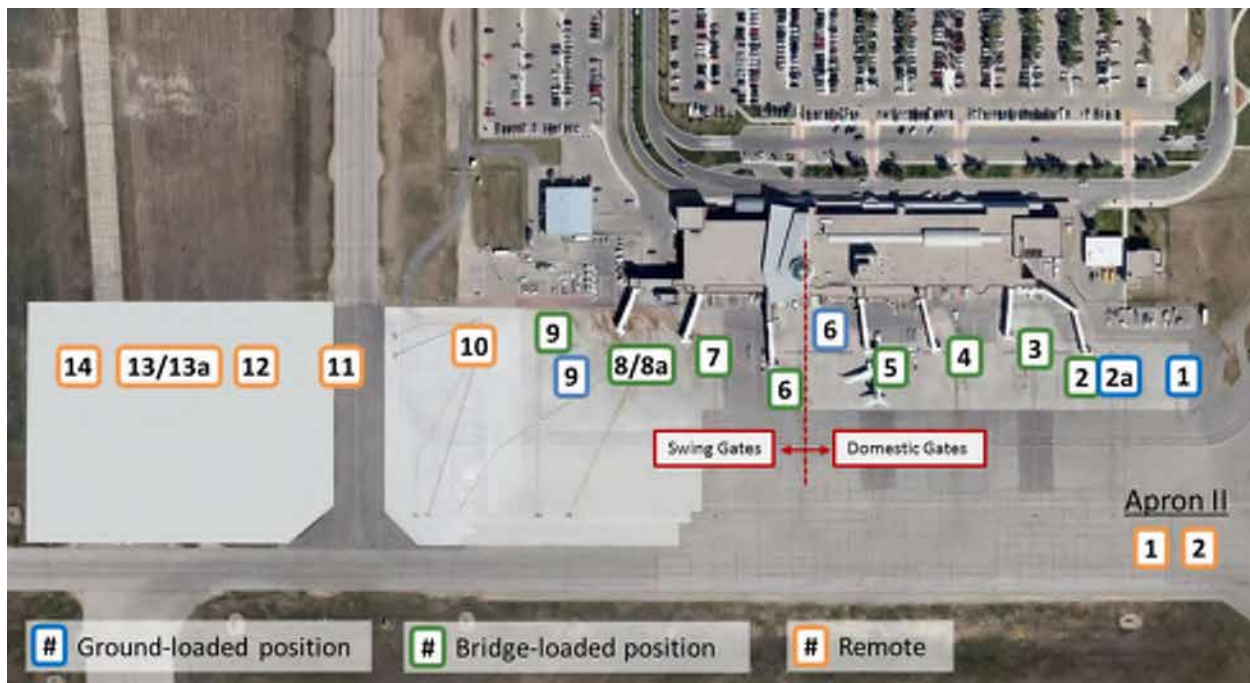 6
9
10
9
14
13/13a
12
11
8/8a
7
6
5
4
3
2
2a
1
Swing Gates
Domestic Gates
Apron II
1
2
# Ground-loaded position
# Bridge-loaded position
# Remote